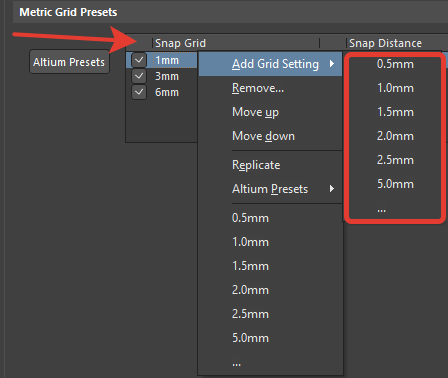 Metric Grid Presets
Snap Grid Snap Distance
Altium Presets
1mm
3mm
6mm
Add Grid Setting
Remove...
Move up
Move down
Replicate
Altium Presets
0.5mm
1.0mm
1.5mm
2.0mm
2.5mm
5.0mm
...
0.5mm
1.0mm
1.5mm
2.0mm
2.5mm
5.0mm
...